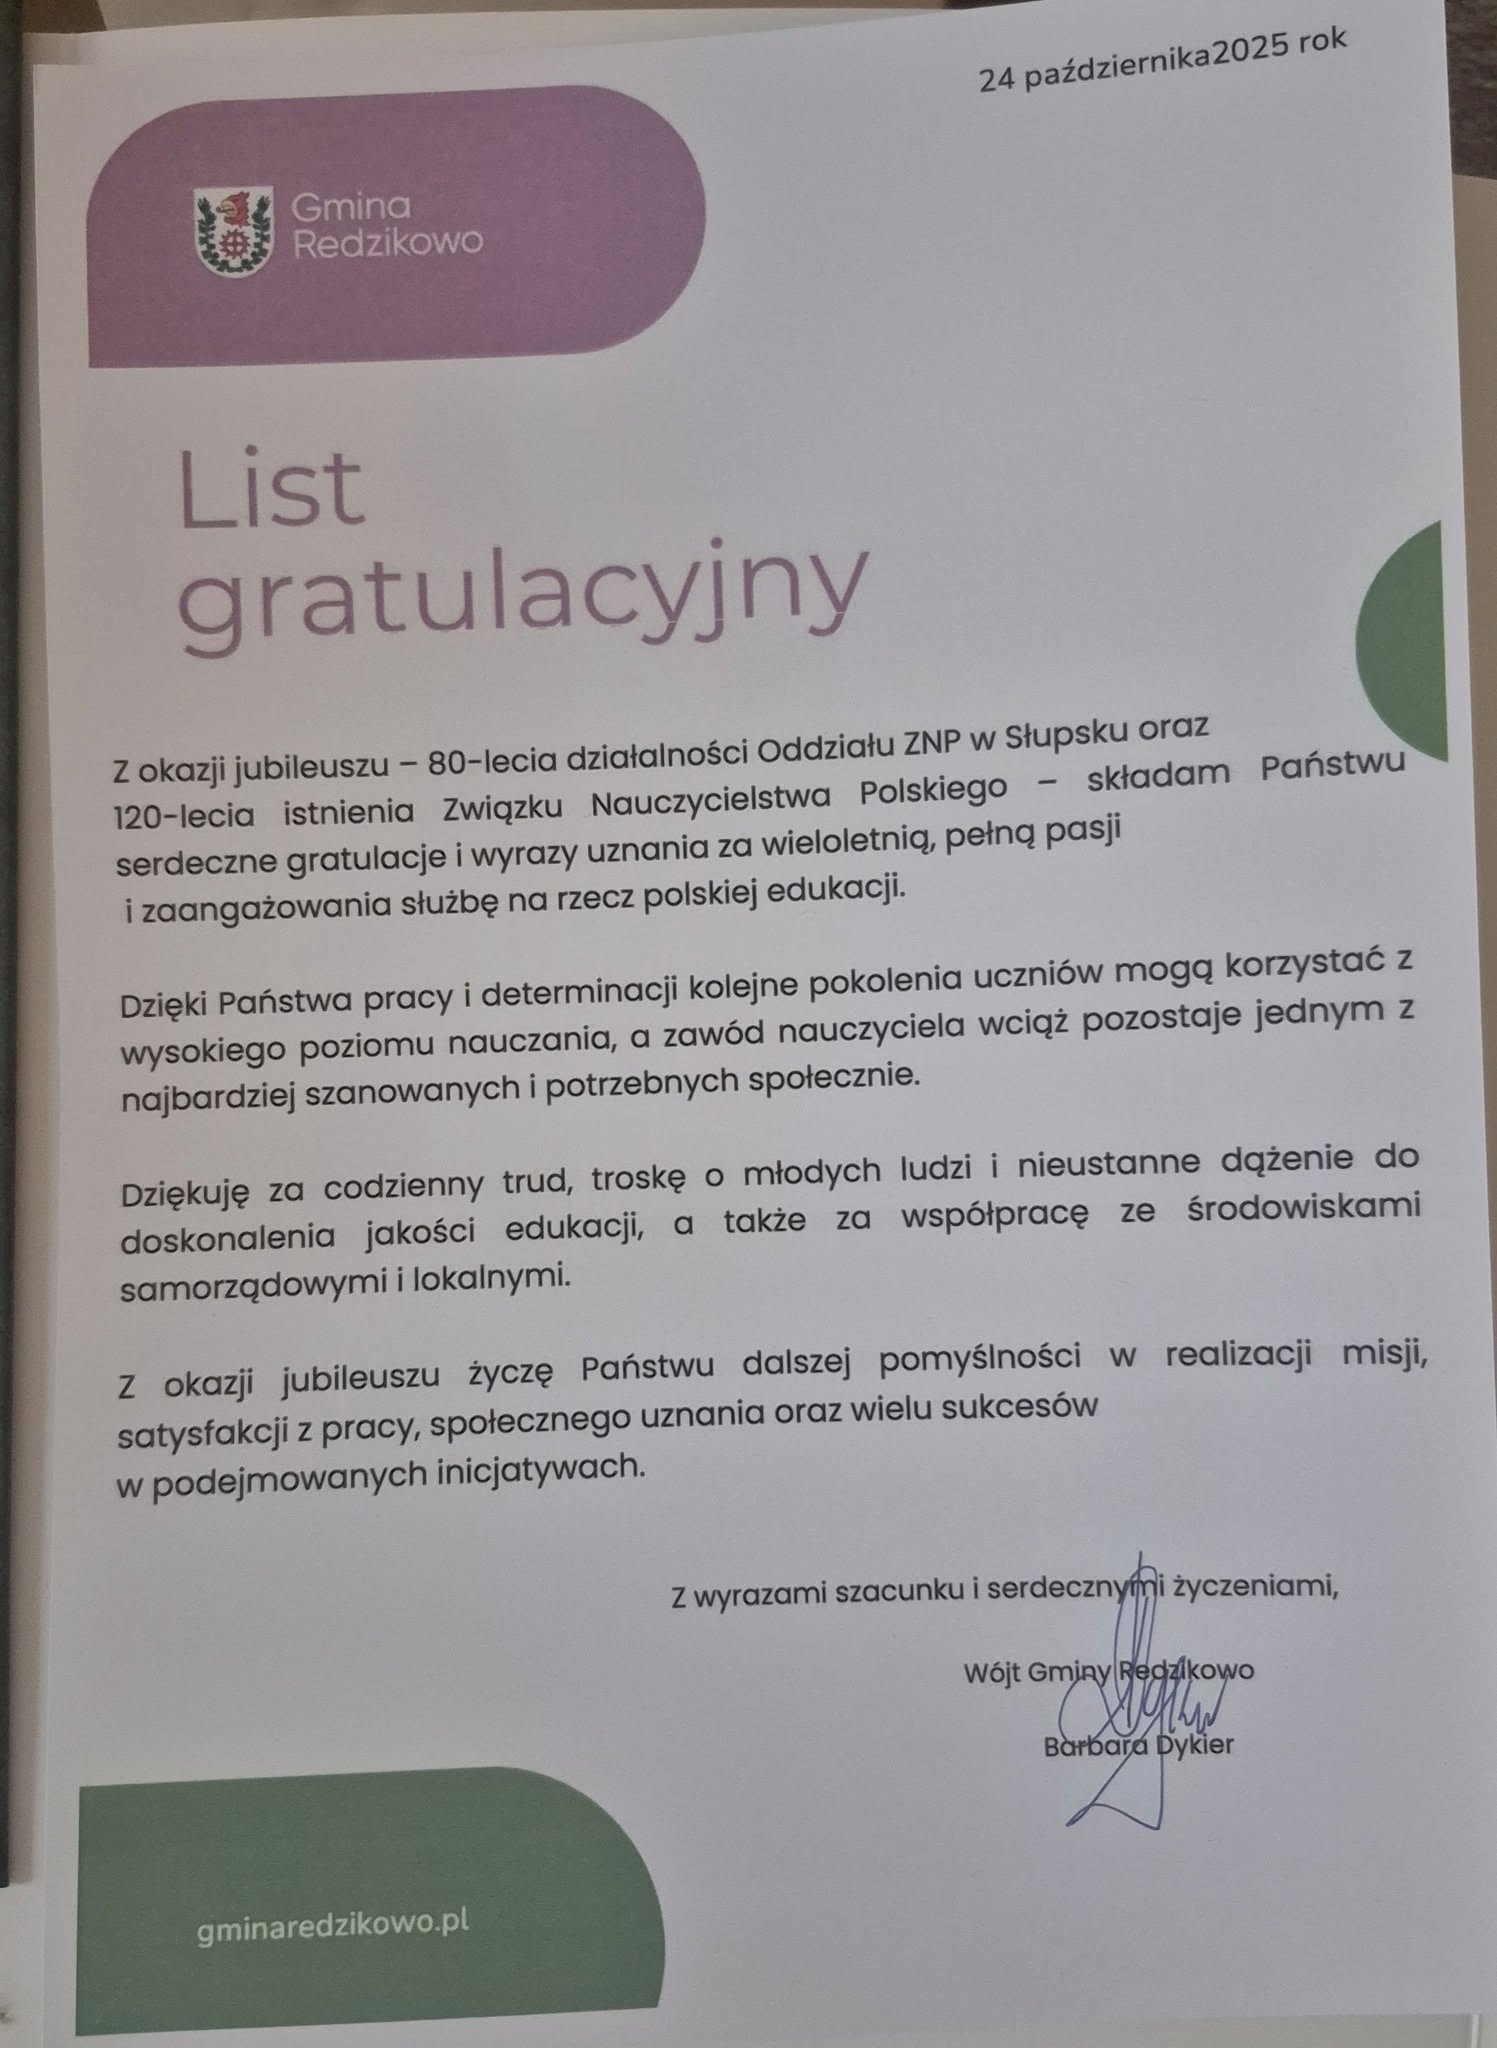 24 października2025 rok
Gmina
Redzikowo
List
gratulacyjny
Z okazji jubileuszu – 80-lecia działalności Oddziału ZNP w Słupsku oraz
120-lecia istnienia Związku Nauczycielstwa Polskiego – składam Państwu
serdeczne gratulacje i wyrazy uznania za wieloletnią, pełną pasji
i zaangażowania służbę na rzecz polskiej edukacji.
Dzięki Państwa pracy i determinacji kolejne pokolenia uczniów mogą korzystać z
wysokiego poziomu nauczania, a zawód nauczyciela wciąż pozostaje jednym z
najbardziej szanowanych i potrzebnych społecznie.
Dziękuję za codzienny trud, troskę o młodych ludzi i nieustanne dążenie do
doskonalenia jakości edukacji, a także za współpracę ze środowiskami
samorządowymi i lokalnymi.
Z okazji jubileuszu życzę Państwu dalszej pomyślności w realizacji misji,
satysfakcji z pracy, społecznego uznania oraz wielu sukcesów
w podejmowanych inicjatywach.
Z wyrazami szacunku i serdecznymi życzeniami,
Wójt Gminy Redzikowo
Barbara Dykier
gminaredzikowo.pl